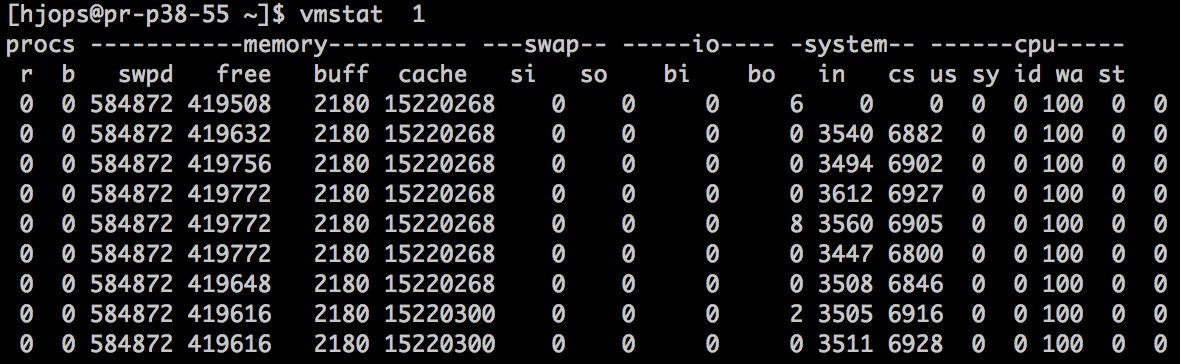 [hjops@pr-p38-55 ~]$ vmstat  1
procs -----------memory---------- ---swap-- -----io---- -system-- ------cpu-----
 r  b   swpd   free   buff  cache   si   so    bi    bo   in   cs us sy id wa st
 0  0 584872 419508   2180 15220268    0    0     0     6    0    0  0  0 100  0  0
 0  0 584872 419632   2180 15220268    0    0     0     0 3540 6882  0  0 100  0  0
 0  0 584872 419756   2180 15220268    0    0     0     0 3494 6902  0  0 100  0  0
 0  0 584872 419772   2180 15220268    0    0     0     0 3612 6927  0  0 100  0  0
 0  0 584872 419772   2180 15220268    0    0     0     8 3560 6905  0  0 100  0  0
 0  0 584872 419772   2180 15220268    0    0     0     0 3447 6800  0  0 100  0  0
 0  0 584872 419648   2180 15220268    0    0     0     0 3508 6846  0  0 100  0  0
 0  0 584872 419616   2180 15220300    0    0     0     2 3505 6916  0  0 100  0  0
 0  0 584872 419616   2180 15220300    0    0     0     0 3511 6928  0  0 100  0  0